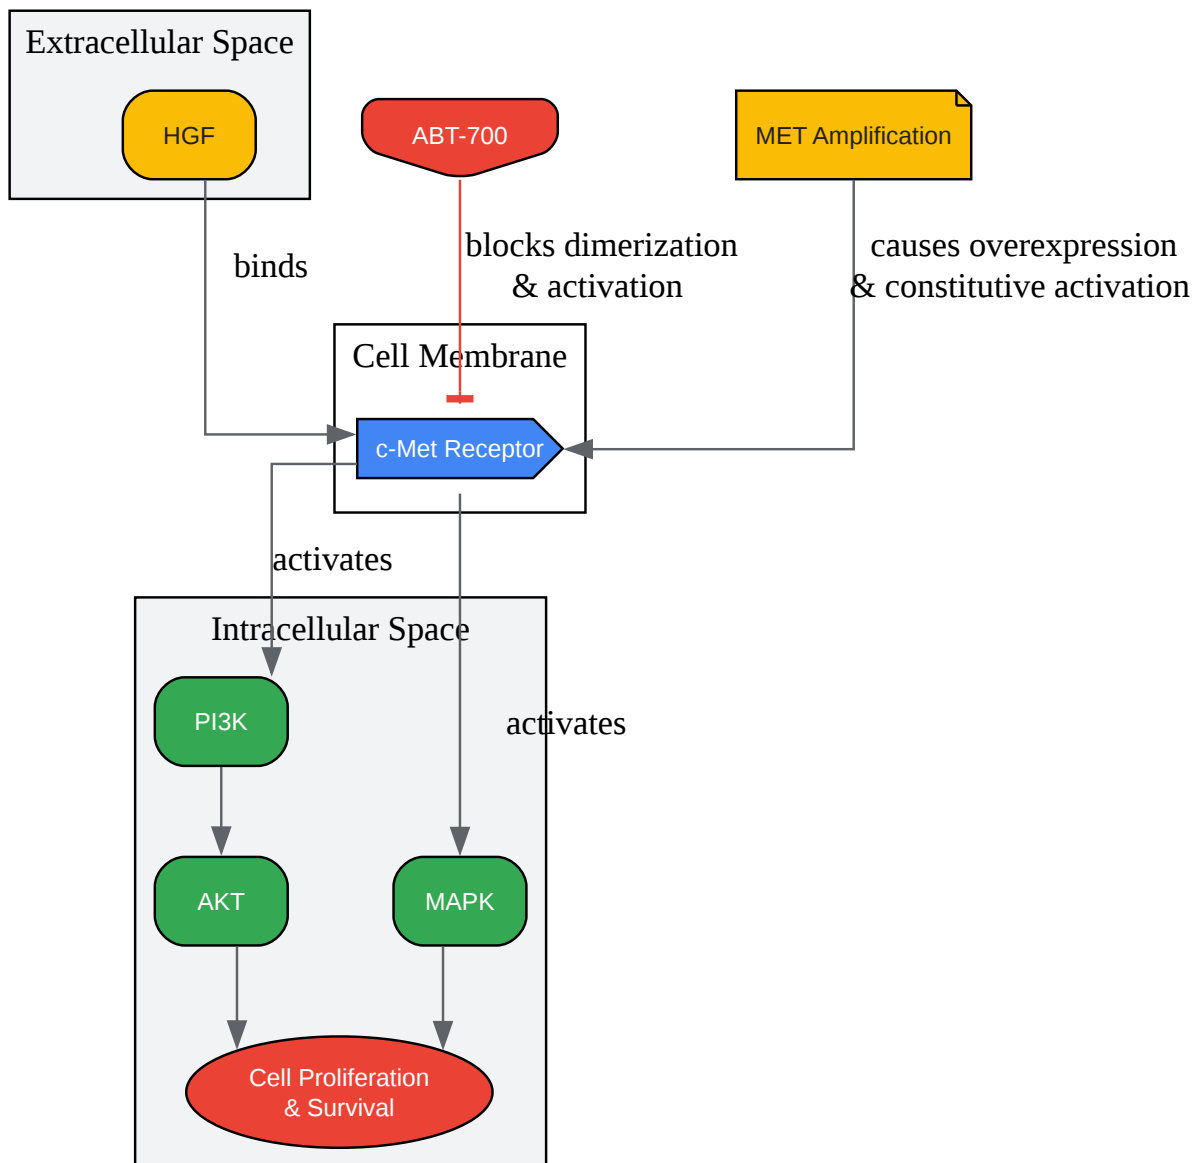 Extracellular Space
HGF
ABT-700
MET Amplification
binds
blocks dimerization
& activation
causes overexpression
& constitutive activation
Cell Membrane
c-Met Receptor
activates
Intracellular Space
PI3K
activates
AKT
MAPK
Cell Proliferation
& Survival